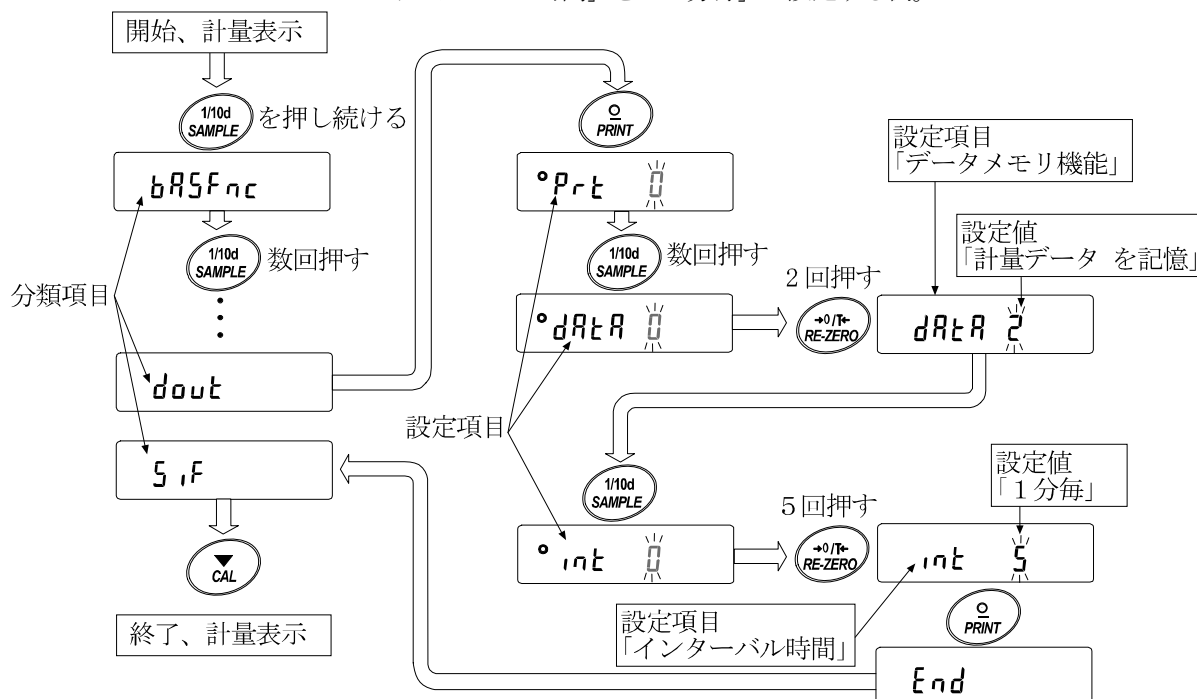 開始、計量表示
1/10d
SAMPLE
を押し続ける
bASFnc
1/10d
SAMPLE
数回押す
分類項目
dout
S iF
CAL
終了、計量表示
PRINT
Prt 0
1/10d
SAMPLE
数回押す
dAtA 0
2回押す
→0/T←
RE-ZERO
設定項目
「データメモリ機能」
設定値
「計量データ を記憶」
dAtA 2
設定項目
1/10d
SAMPLE
int 0
5回押す
→0/T←
RE-ZERO
設定値
「1分毎」
int 5
設定項目
「インターバル時間」
PRINT
End